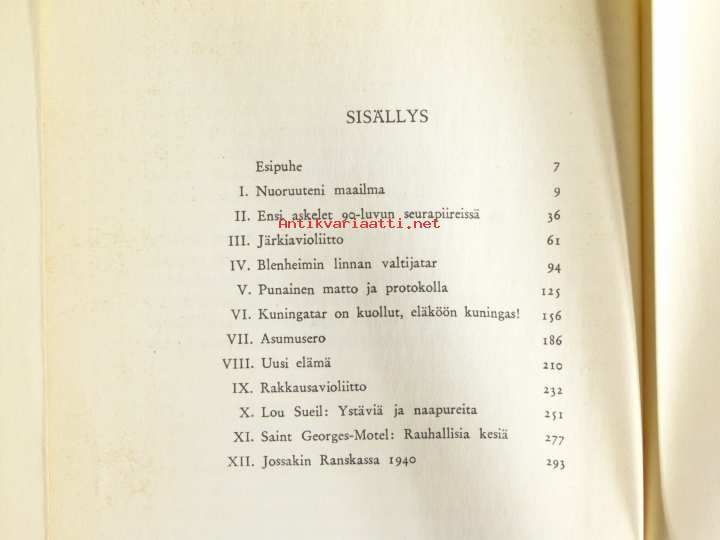 SISÄLLYS
Esipuhe 7
I. Nuoruuteni maailma 9
II. Ensi askelet 90-luvun seurapiireissä 36
Antikvariaatti.net
III. Järkiavioliitto 61
IV. Blenheimin linnan valtijatar 94
V. Punainen matto ja protokolla 125
VI. Kuningatar on kuollut, eläköön kuningas! 156
VII. Asumusero 186
VIII. Uusi elämä 210
IX. Rakkausavioliitto 232
X. Lou Sueil: Ystäviä ja naapureita 251
XI. Saint Georges-Motel: Rauhallisia kesiä 277
XII. Jossakin Ranskassa 1940 293